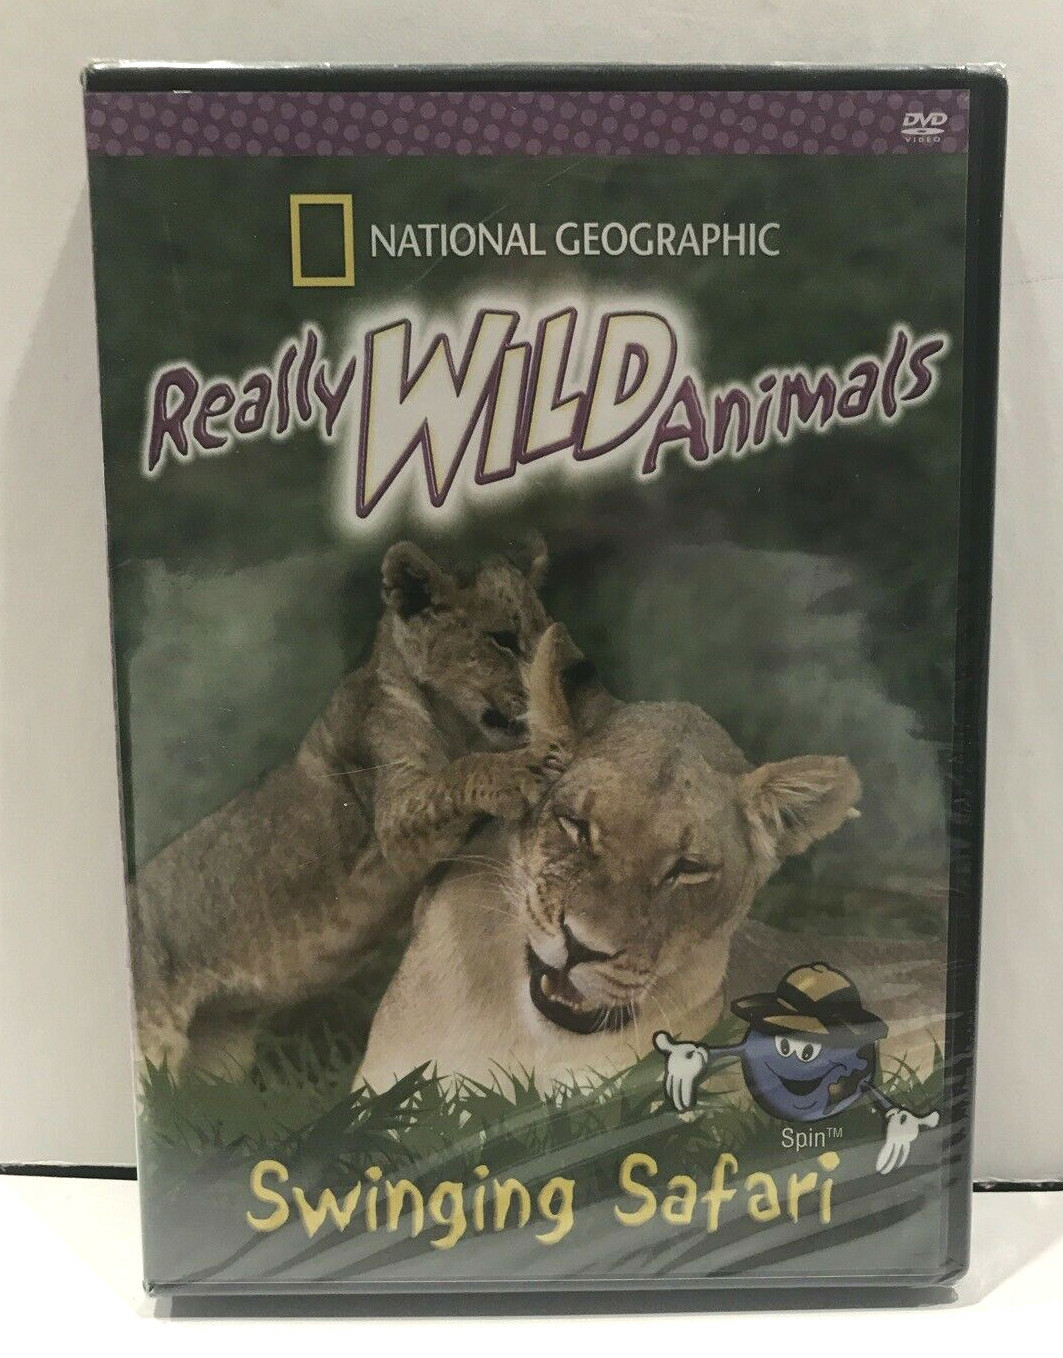 DVD
VIDEO
NATIONAL GEOGRAPHIC
Really WILD Animals
Spin™
Swinging Safari